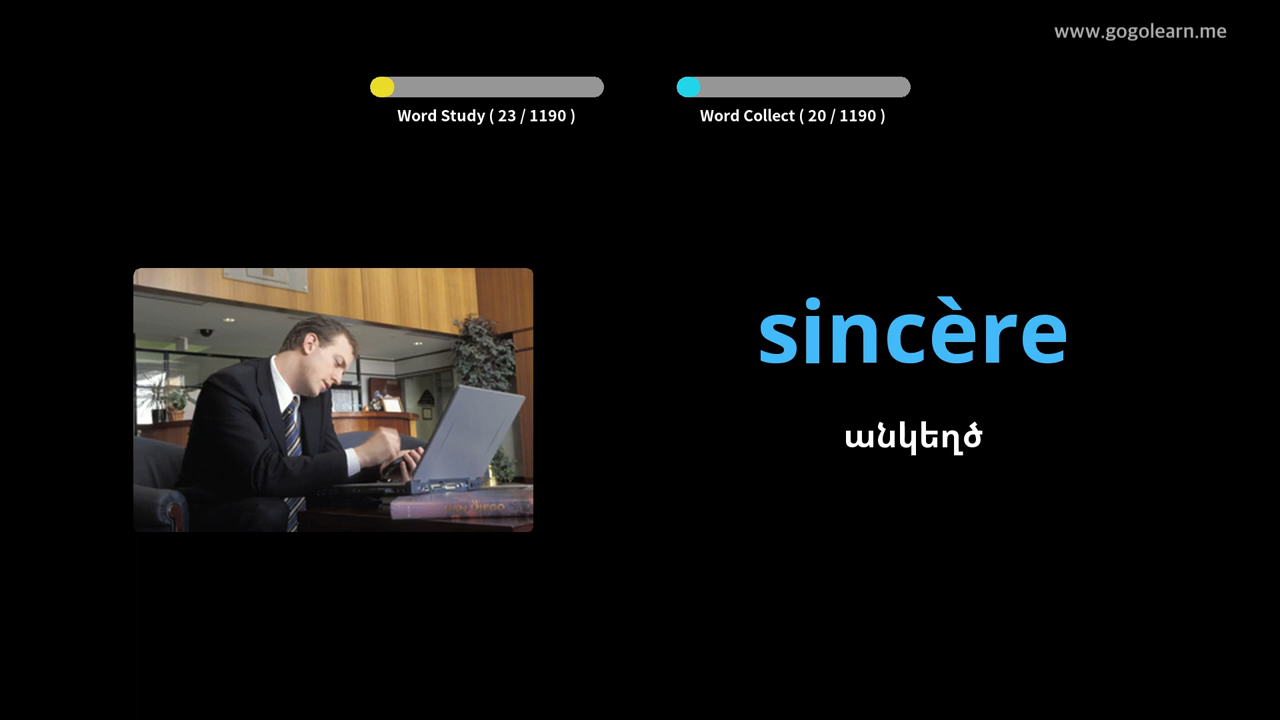 www.gogolearn.me
Word Study ( 23 / 1190 )
Word Collect ( 20 / 1190 )
sincère
անկեղծ